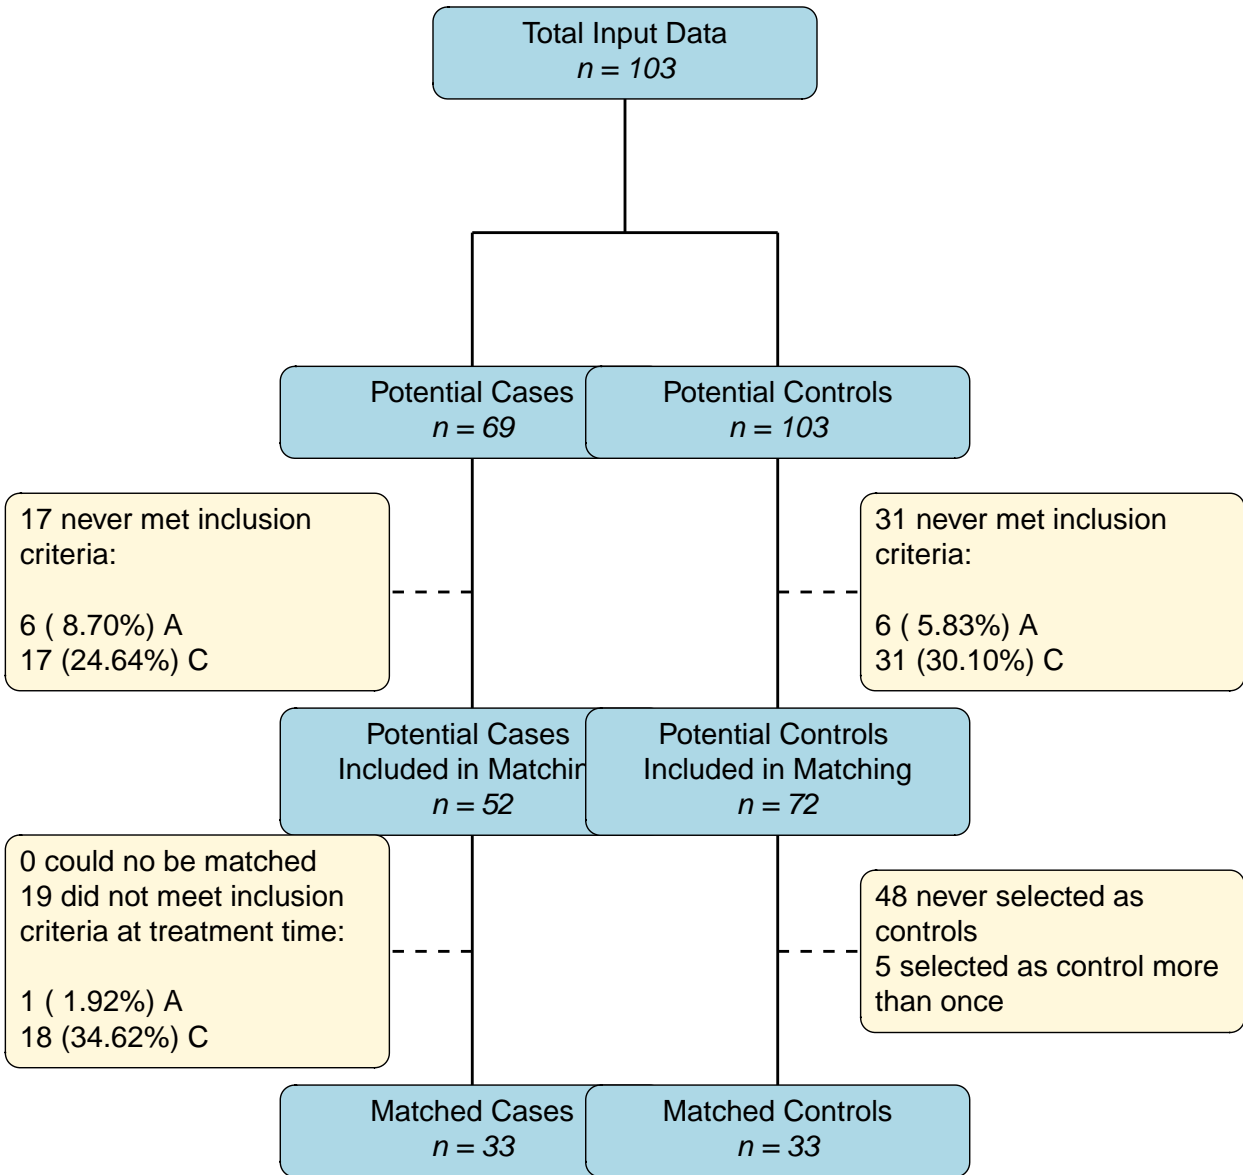 Total Input Data
n = 103
Potential Cases
n = 69
Potential Controls
n = 103
17 never met inclusion
criteria:
6 ( 8.70%) A
17 (24.64%) C
31 never met inclusion
criteria:
6 ( 5.83%) A
31 (30.10%) C
Potential Cases
Included in Matchin
n = 52
Potential Controls
Included in Matching
n = 72
0 could no be matched
19 did not meet inclusion
criteria at treatment time:
1 ( 1.92%) A
18 (34.62%) C
48 never selected as
controls
5 selected as control more
than once
Matched Cases
n = 33
Matched Controls
n = 33